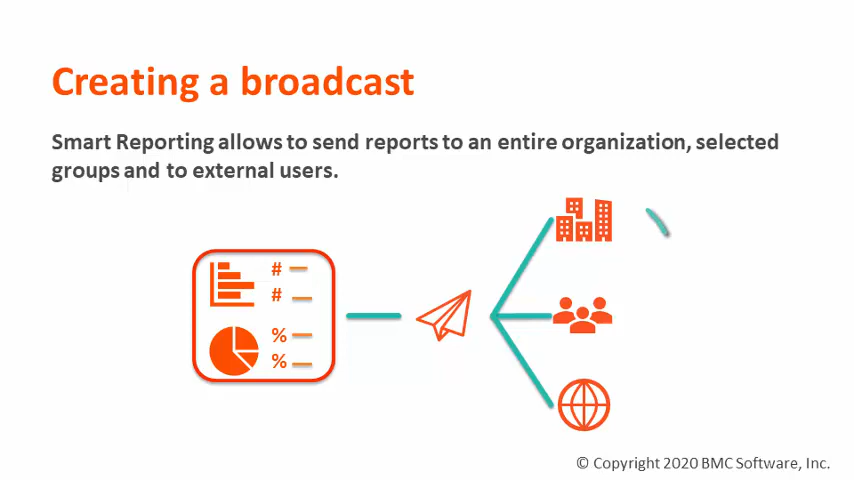 Creating a broadcast
Smart Reporting allows to send reports to an entire organization, selected
groups and to external users.
#
#
%
%
© Copyright 2020 BMC Software, Inc.